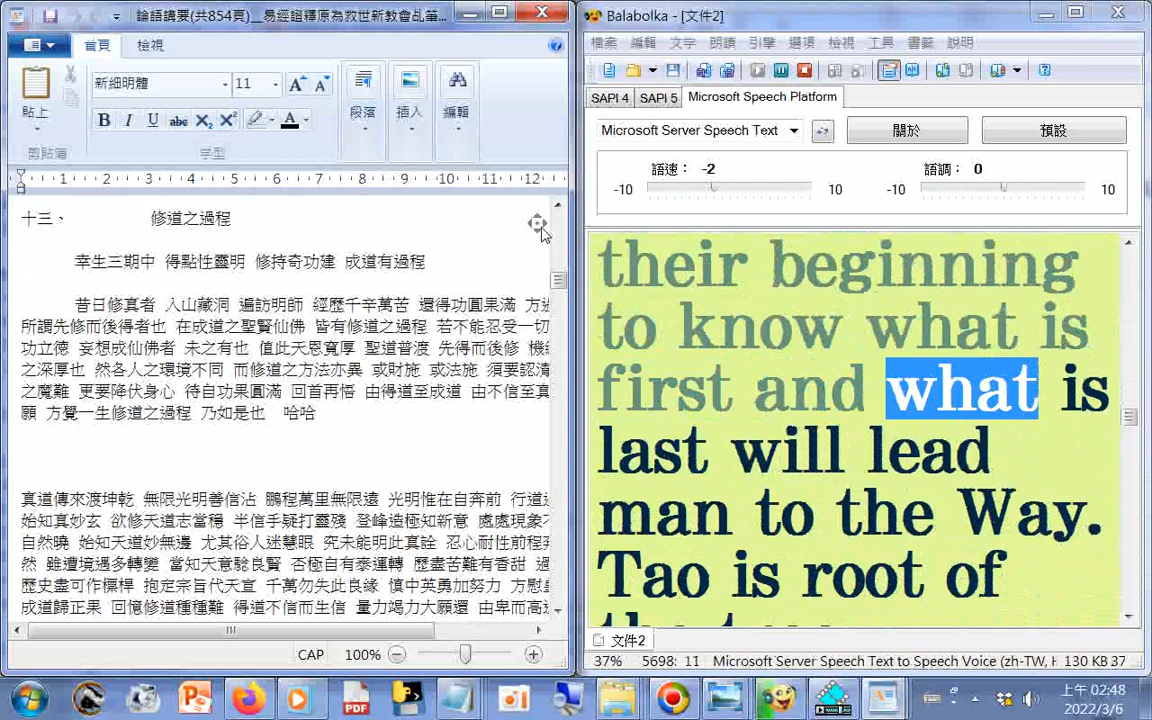 論語講要(共854頁)__易經證釋原為救世新教會乩筆...
首頁 檢視
新細明體 11
貼上
段落 插入 編輯
剪貼簿 字型
1 2 3 4 5 6 7 8 9 10 11 12
十三、 修道之過程
幸生三期中 得點性靈明 修持奇功建 成道有過程
昔日修真者 入山藏洞 遍訪明師 經歷千辛萬苦 還得功圓果滿 方
所謂先修而後得者也 在成道之聖賢仙佛 皆有修道之過程 若不能忍受一切
功立德 妄想成仙佛者 未之有也 值此天恩寬厚 聖道普渡 先得而後修 機
之深厚也 然各人之環境不同 而修道之方法亦異 或財施 或法施 須要認清
之魔難 更要降伏身心 待自功果圓滿 回首再悟 由得道至成道 由不信至真
願 方覺一生修道之過程 乃如是也 哈哈
真道傳來渡坤乾 無限光明善信沾 鵬程萬里無限遠 光明惟在自奔前 行道
始知真妙玄 欲修天道志當穩 半信手疑打靈殘 登峰造極知新意 處處現象
自然曉 始知天道妙無邊 尤其俗人迷慧眼 究未能明此真詮 忍心耐性前程
然 雖遭境遇多轉變 當知天意騐良賢 否極自有泰運轉 歷盡苦難有香甜 過
歷史盡可作標桿 抱定宗旨代天宣 千萬勿失此良緣 慎中英勇加努力 方慰
成道歸正果 回憶修道種種難 得道不信而生信 量力竭力大願還 由卑而高
CAP 100%
Balabolka - [文件2]
檔案 編輯 文字 朗讀 引擎 選項 檢視 工具 書籤 說明
SAPI 4 SAPI 5 Microsoft Speech Platform
Microsoft Server Speech Text 關於 預設
語速： -2 語調： 0
-10 10 -10 10
their beginning
to know what is
first and what is
last will lead
man to the Way.
Tao is root of
文件2
37% 5698: 11 Microsoft Server Speech Text to Speech Voice (zh-TW, H 130 KB 37
上午 02:48
2022/3/6